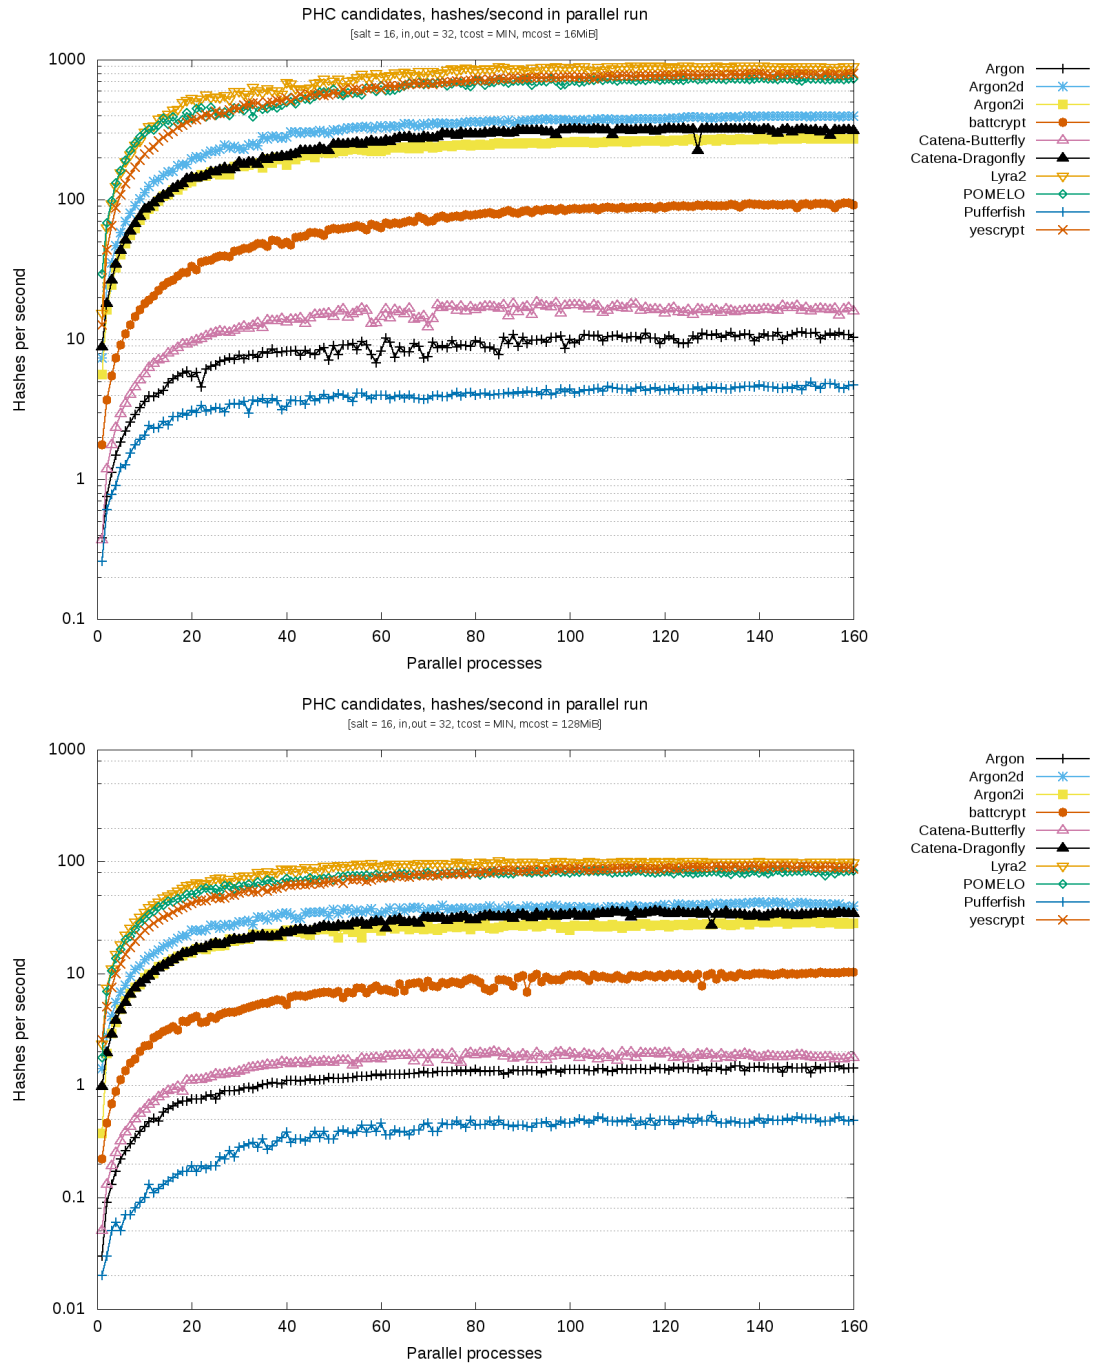 PHC candidates, hashes/second in parallel run
[salt = 16, in,out = 32, tcost = MIN, mcost = 16MiB]
1000
100
10
1
0.1
Hashes per second
0 20 40 60 80 100 120 140 160
Parallel processes
Argon
Argon2d
Argon2i
battcrypt
Catena-Butterfly
Catena-Dragonfly
Lyra2
POMELO
Pufferfish
yescrypt
PHC candidates, hashes/second in parallel run
[salt = 16, in,out = 32, tcost = MIN, mcost = 128MiB]
1000
100
10
1
0.1
0.01
Hashes per second
0 20 40 60 80 100 120 140 160
Parallel processes
Argon
Argon2d
Argon2i
battcrypt
Catena-Butterfly
Catena-Dragonfly
Lyra2
POMELO
Pufferfish
yescrypt